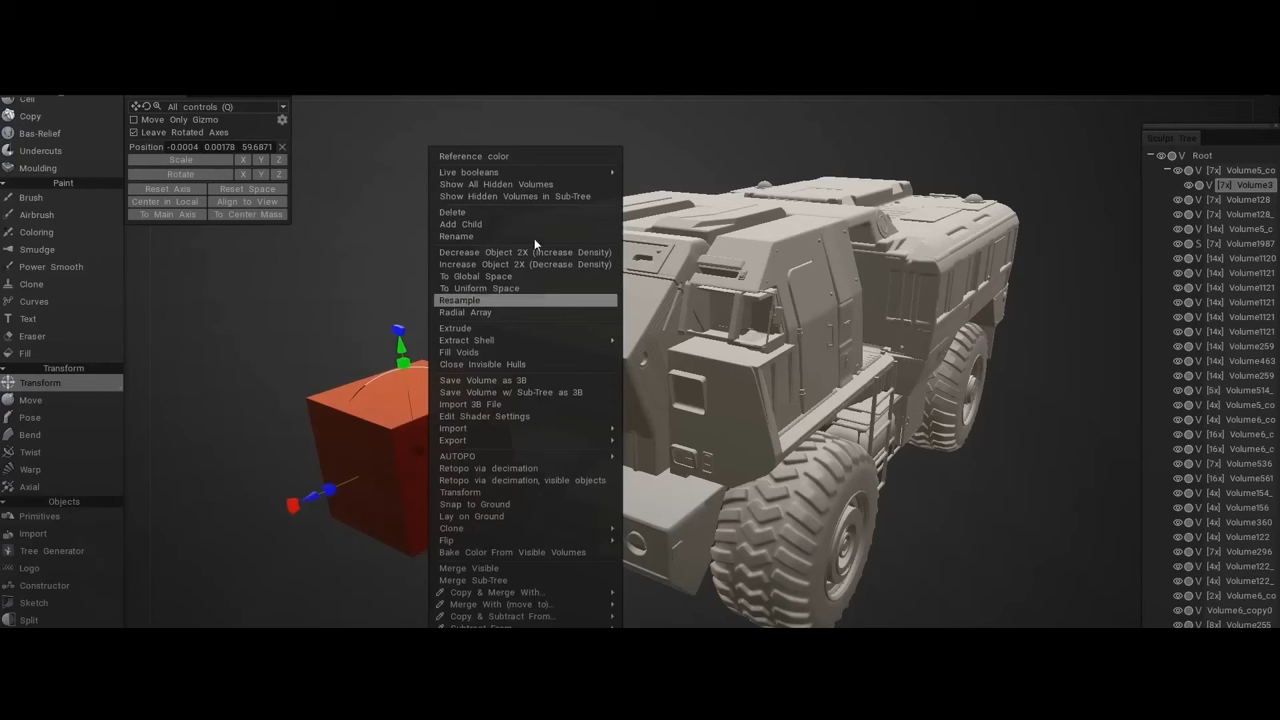 Cell
Copy
Bas-Relief
Undercuts
Moulding
Paint
Brush
Airbrush
Coloring
Smudge
Power Smooth
Clone
Curves
Text
Eraser
Fill
Transform
Transform
Move
Pose
Bend
Twist
Warp
Axial
Objects
Primitives
Import
Tree Generator
Logo
Constructor
Sketch
Split
All controls (Q)
Move Only Gizmo
Leave Rotated Axes
Position -0.0004 0.00178 59.6871
Scale X Y Z
Rotate X Y Z
Reset Axis Reset Space
Center in Local Align to View
To Main Axis To Center Mass
Reference color
Live booleans
Show All Hidden Volumes
Show Hidden Volumes in Sub-Tree
Delete
Add Child
Rename
Decrease Object 2X (Increase Density)
Increase Object 2X (Decrease Density)
To Global Space
To Uniform Space
Resample
Radial Array
Extrude
Extract Shell
Fill Voids
Close Invisible Hulls
Save Volume as 3B
Save Volume w/ Sub-Tree as 3B
Import 3B File
Edit Shader Settings
Import
Export
AUTOPO
Retopo via decimation
Retopo via decimation, visible objects
Transform
Snap to Ground
Lay on Ground
Clone
Flip
Bake Color From Visible Volumes
Merge Visible
Merge Sub-Tree
Copy & Merge With...
Merge With (move to)...
Copy & Subtract From...
Sculpt Tree
V Root
V [7x] Volume5_co
V [7x] Volume3
V [7x] Volume128
V [7x] Volume128_
V [14x] Volume5_c
S [7x] Volume1987
V [14x] Volume1120
V [14x] Volume1121
V [14x] Volume1121
V [14x] Volume1121
V [14x] Volume1121
V [14x] Volume1121
V [14x] Volume259
V [14x] Volume463
V [14x] Volume259
V [5x] Volume514_
V [4x] Volume5_co
V [4x] Volume6_co
V [16x] Volume6_c
V [16x] Volume6_c
V [7x] Volume536
V [16x] Volume561
V [4x] Volume154_
V [4x] Volume156
V [4x] Volume360
V [4x] Volume122
V [7x] Volume296
V [4x] Volume122_
V [4x] Volume122_
V [2x] Volume6_co
V Volume6_copy0
V [8x] Volume255